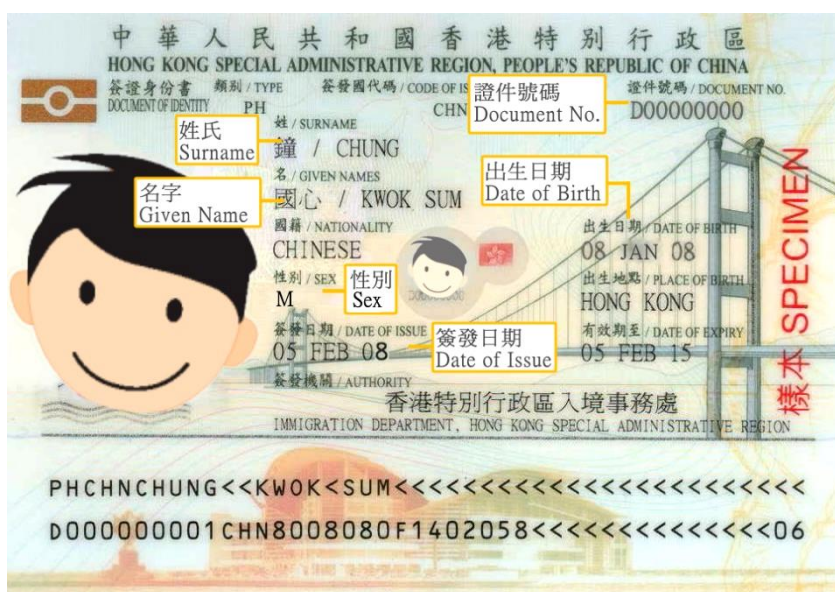 中華人民共和國香港特別行政區
HONG KONG SPECIAL ADMINISTRATIVE REGION, PEOPLE'S REPUBLIC OF CHINA
簽證身份書 類別 / TYPE 簽發國代碼 / CODE OF IS 證件號碼 / DOCUMENT NO.
DOCUMENT OF IDENTITY PH CHN D00000000
證件號碼
Document No.
姓氏
Surname
姓 / SURNAME
鐘 / CHUNG
名字
Given Name
名 / GIVEN NAMES
國心 / KWOK SUM
出生日期
Date of Birth
國籍 / NATIONALITY
CHINESE
出生日期 / DATE OF BIRTH
08 JAN 08
性別 / SEX
M
性別
Sex
出生地點 / PLACE OF BIRTH
HONG KONG
簽發日期 / DATE OF ISSUE
05 FEB 08
簽發日期
Date of Issue
有效期至 / DATE OF EXPIRY
05 FEB 15
簽發機關 / AUTHORITY
香港特別行政區入境事務處
IMMIGRATION DEPARTMENT, HONG KONG SPECIAL ADMINISTRATIVE REGION
樣本 SPECIMEN
PHCHNCHUNG<<KWOK<SUM<<<<<<<<<<<<<<<<<<<<<<<<
D000000001CHN8008080F1402058<<<<<<<<<<<<<<06